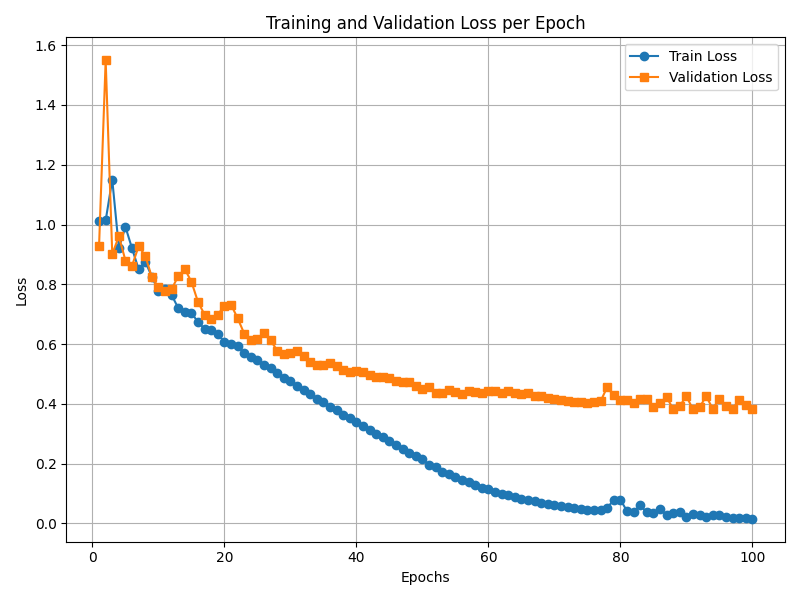 Training and Validation Loss per Epoch
Train Loss
Validation Loss
Loss
1.6
1.4
1.2
1.0
0.8
0.6
0.4
0.2
0.0
0 20 40 60 80 100
Epochs